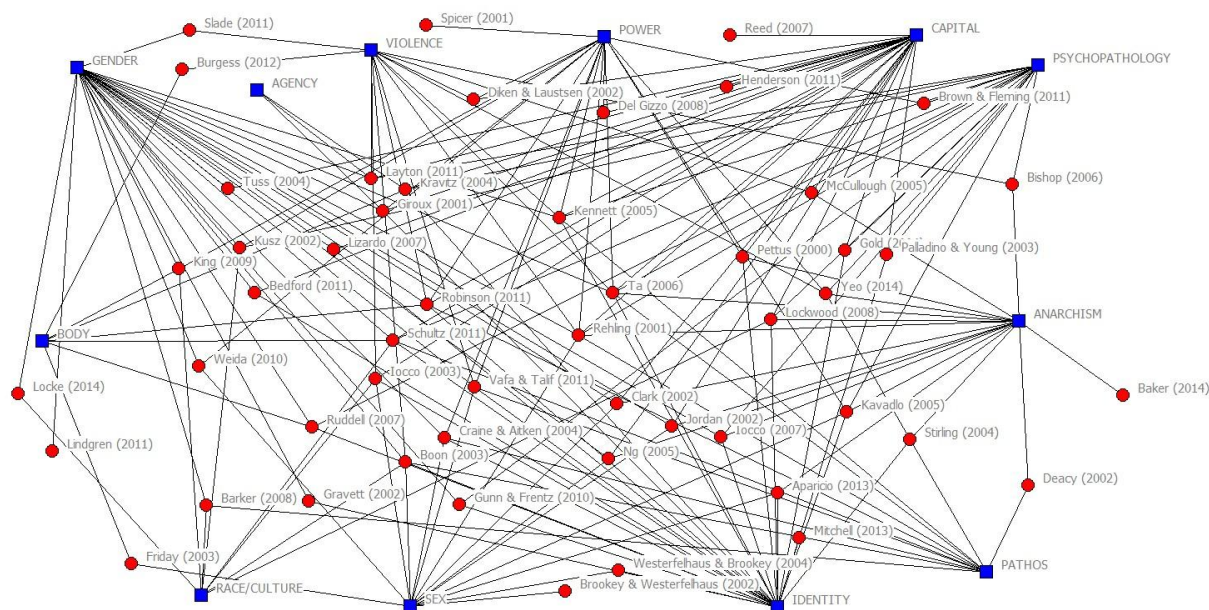 Slade (2011)
Spicer (2001)
VIOLENCE
POWER
Reed (2007)
CAPITAL
GENDER
Burgess (2012)
PSYCHOPATHOLOGY
AGENCY
Diken & Laustsen (2002)
Henderson (2011)
Del Gizzo (2008)
Brown & Fleming (2011)
Tuss (2004)
Layton (2011)
Kravitz (2004)
McCullough (2005)
Bishop (2006)
Giroux (2001)
Kennett (2005)
Kusz (2002)
Lizardo (2007)
Pettus (2000)
Gold
Palladino & Young (2003)
King (2009)
Bedford (2011)
Robinson (2011)
Ta (2006)
Yeo (2014)
Lockwood (2008)
ANARCHISM
BODY
Schultz (2011)
Rehling (2001)
Weida (2010)
Iocco (2003)
Vafa & Talif (2011)
Locke (2014)
Clark (2002)
Baker (2014)
Ruddell (2007)
Craine & Aitken (2004)
Jordan (2002)
Iocco (2007)
Kavadlo (2005)
Stirling (2004)
Lindgren (2011)
Boon (2003)
Ng (2005)
Barker (2008)
Gravett (2002)
Gunn & Frentz (2010)
Aparicio (2013)
Deacy (2002)
Mitchell (2013)
Friday (2003)
Westerfelhaus & Brookey (2004)
PATHOS
RACE/CULTURE
SEX
Brookey & Westerfelhaus (2002)
IDENTITY